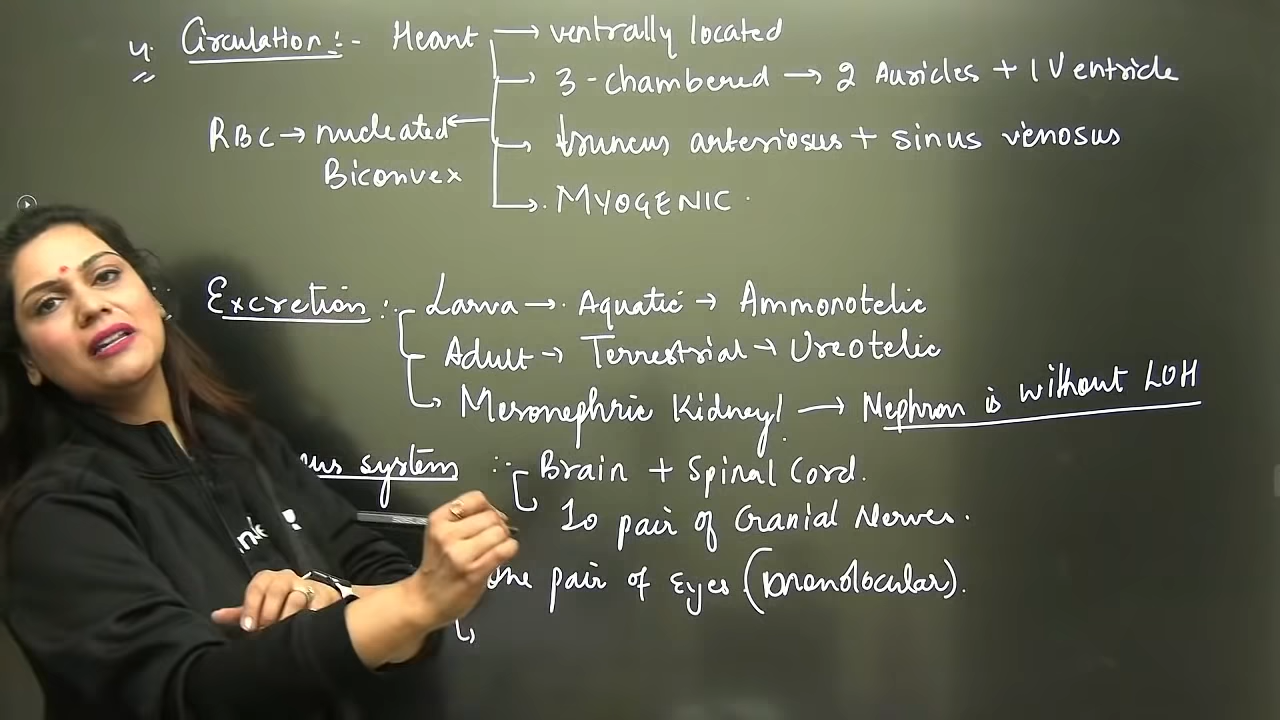 4. Circulation :- Heart → ventrally located
→ 3-chambered → 2 Auricles + 1 Ventricle
RBC → nucleated ← → truncus arteriosus + sinus venosus
Biconvex
→ MYOGENIC.
Excretion :- Larva → Aquatic → Ammonotelic
Adult → Terrestrial → Ureotelic
→ Mesonephric Kidney → Nephron is without LOH
system :- Brain + Spinal Cord.
10 pair of Cranial Nerves.
pair of Eyes (Monolocular).